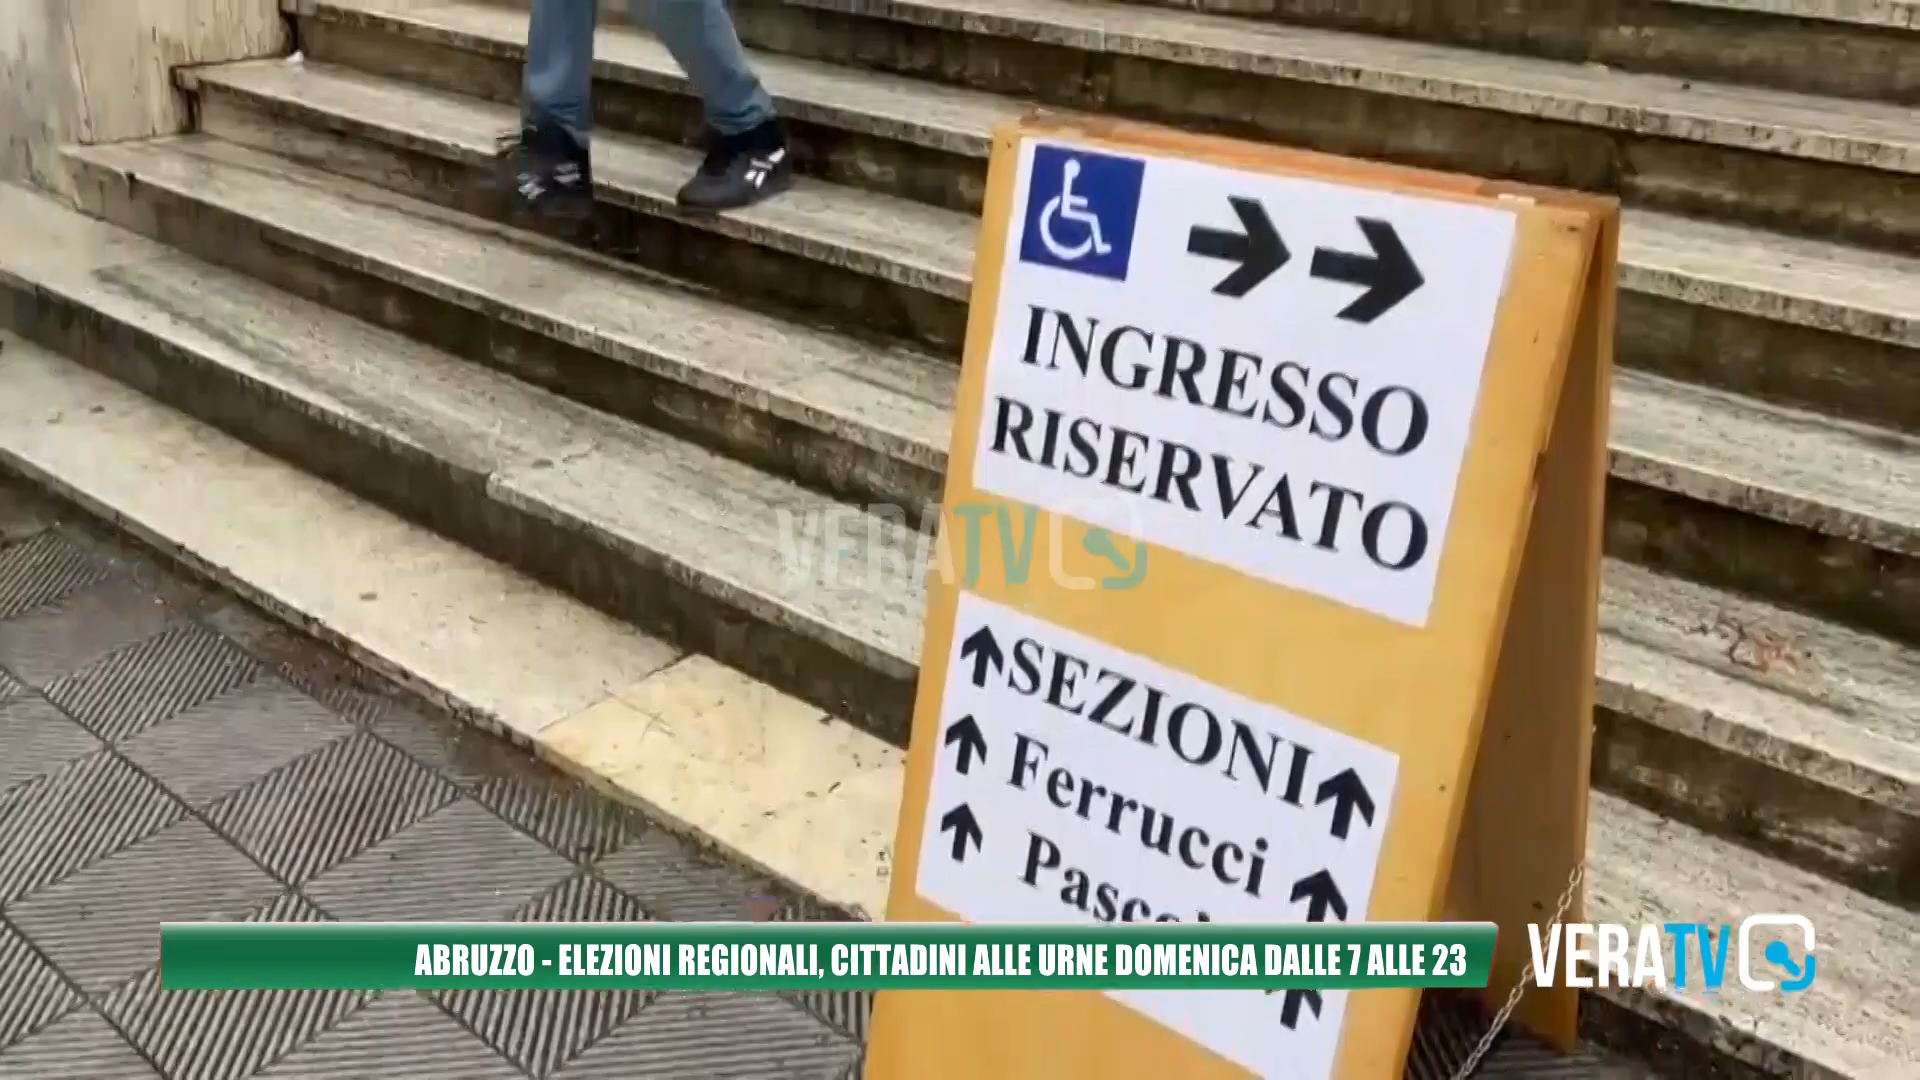 INGRESSO
RISERVATO
VERATV
SEZIONI
Ferrucci
ABRUZZO - ELEZIONI REGIONALI, CITTADINI ALLE URNE DOMENICA DALLE 7 ALLE 23
VERATV